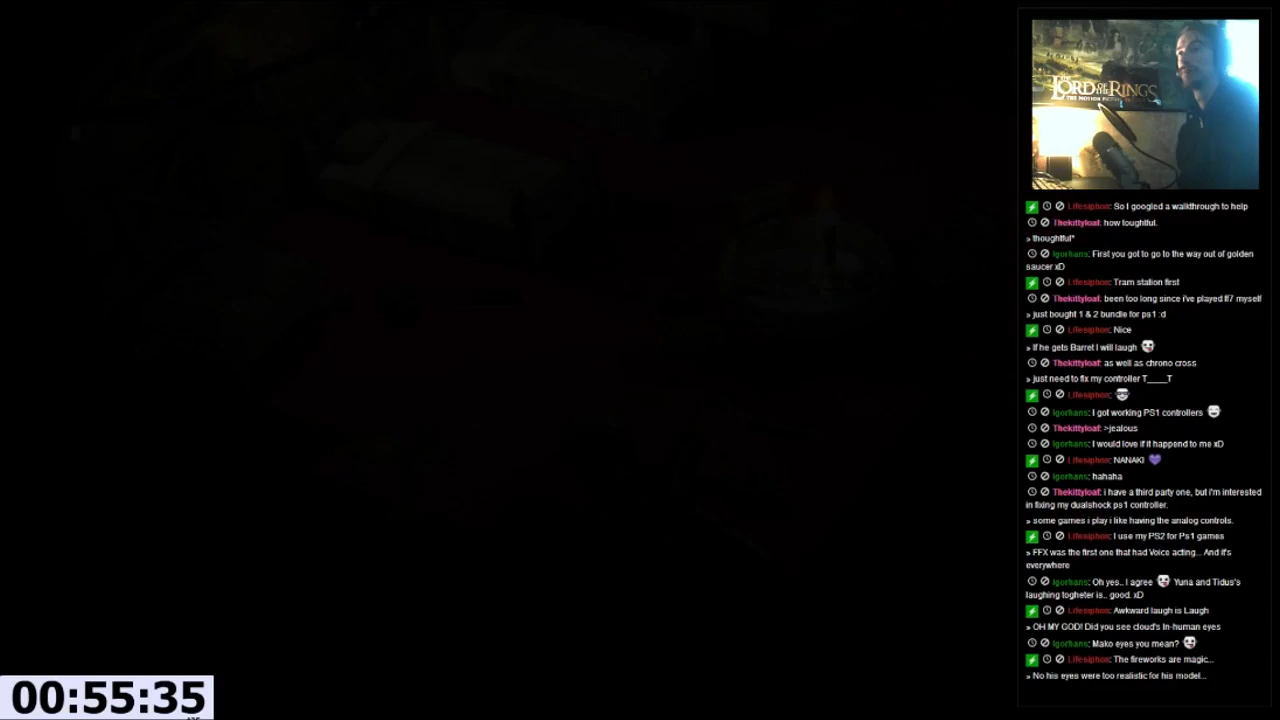 THE
LORD OF THE RINGS
Lifesiphon: So I googled a walkthrough to help
Thekittyloaf: how toughtful.
» thoughtful*
Igorhans: First you got to go to the way out of golden
saucer xD
Lifesiphon: Tram station first
Thekittyloaf: been too long since i've played ff7 myself
» just bought 1 & 2 bundle for ps1 :d
Lifesiphon: Nice
» If he gets Barret I will laugh
Thekittyloaf: as well as chrono cross
» just need to fix my controller T____T
Lifesiphon:
Igorhans: I got working PS1 controllers
Thekittyloaf: >jealous
Igorhans: I would love if it happend to me xD
Lifesiphon: NANAKI
Igorhans: hahaha
Thekittyloaf: i have a third party one, but i'm interested
in fixing my dualshock ps1 controller.
» some games i play i like having the analog controls.
Lifesiphon: I use my PS2 for Ps1 games
» FFX was the first one that had Voice acting... And it's
everywhere
Igorhans: Oh yes.. I agree Yuna and Tidus's
laughing togheter is.. good. xD
Lifesiphon: Awkward laugh is Laugh
» OH MY GOD! Did you see cloud's In-human eyes
Igorhans: Mako eyes you mean?
Lifesiphon: The fireworks are magic...
» No his eyes were too realistic for his model...
00:55:35